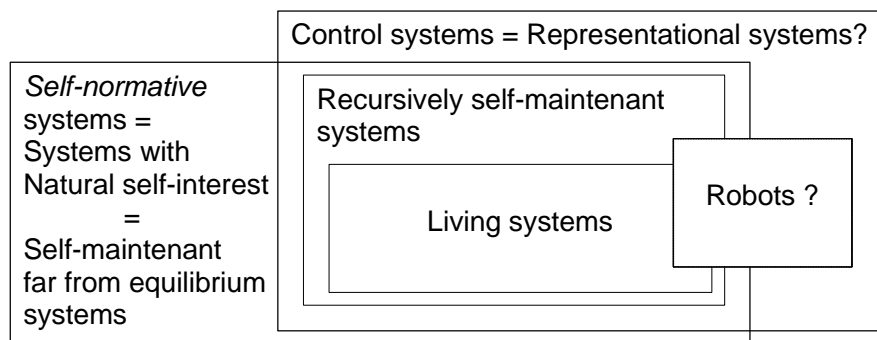 Control systems = Representational systems?
Self-normative
systems =
Systems with
Natural self-interest
=
Self-maintenant
far from equilibrium
systems
Recursively self-maintenant
systems
Living systems
Robots ?